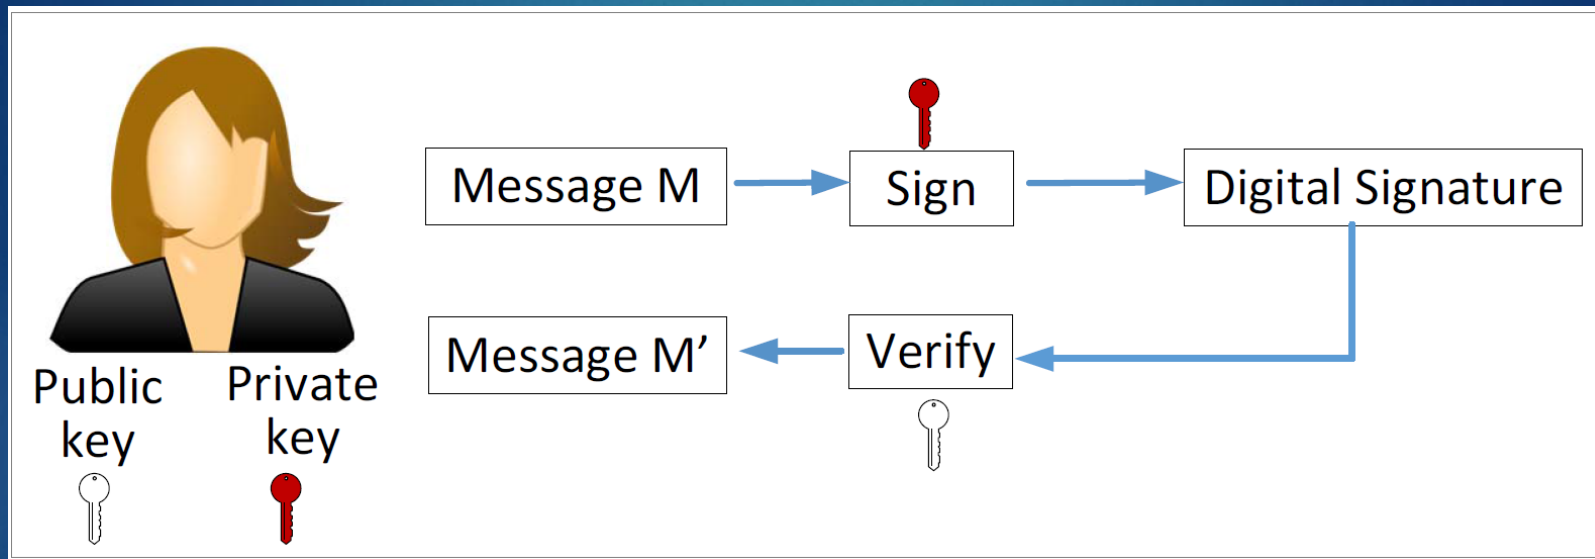 Message M
Sign
Digital Signature
Message M’
Verify
Public
key
Private
key